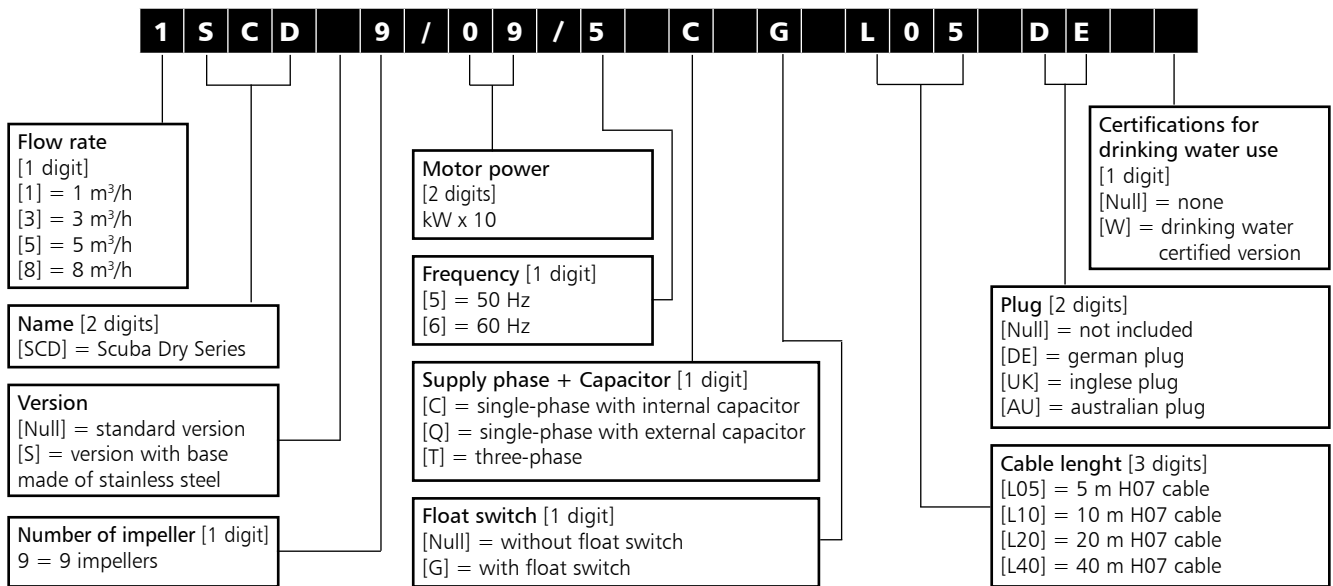 1 S C D 9 / 0 9 / 5 C G L 0 5 D E
Flow rate
[1 digit]
[1] = 1 m³/h
[3] = 3 m³/h
[5] = 5 m³/h
[8] = 8 m³/h
Name [2 digits]
[SCD] = Scuba Dry Series
Version
[Null] = standard version
[S] = version with base
made of stainless steel
Number of impeller [1 digit]
9 = 9 impellers
Motor power
[2 digits]
kW x 10
Frequency [1 digit]
[5] = 50 Hz
[6] = 60 Hz
Supply phase + Capacitor [1 digit]
[C] = single-phase with internal capacitor
[Q] = single-phase with external capacitor
[T] = three-phase
Float switch [1 digit]
[Null] = without float switch
[G] = with float switch
Certifications for
drinking water use
[1 digit]
[Null] = none
[W] = drinking water
certified version
Plug [2 digits]
[Null] = not included
[DE] = german plug
[UK] = inglese plug
[AU] = australian plug
Cable lenght [3 digits]
[L05] = 5 m H07 cable
[L10] = 10 m H07 cable
[L20] = 20 m H07 cable
[L40] = 40 m H07 cable